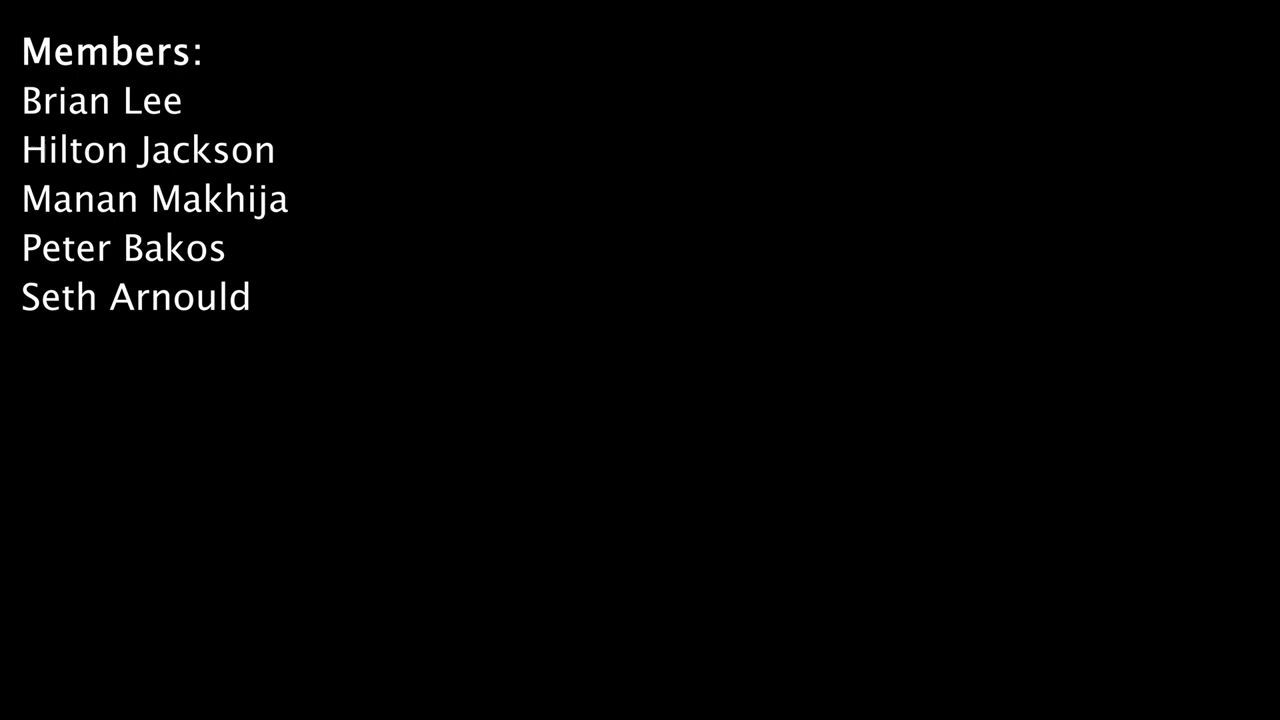 Members:
Brian Lee
Hilton Jackson
Manan Makhija
Peter Bakos
Seth Arnould